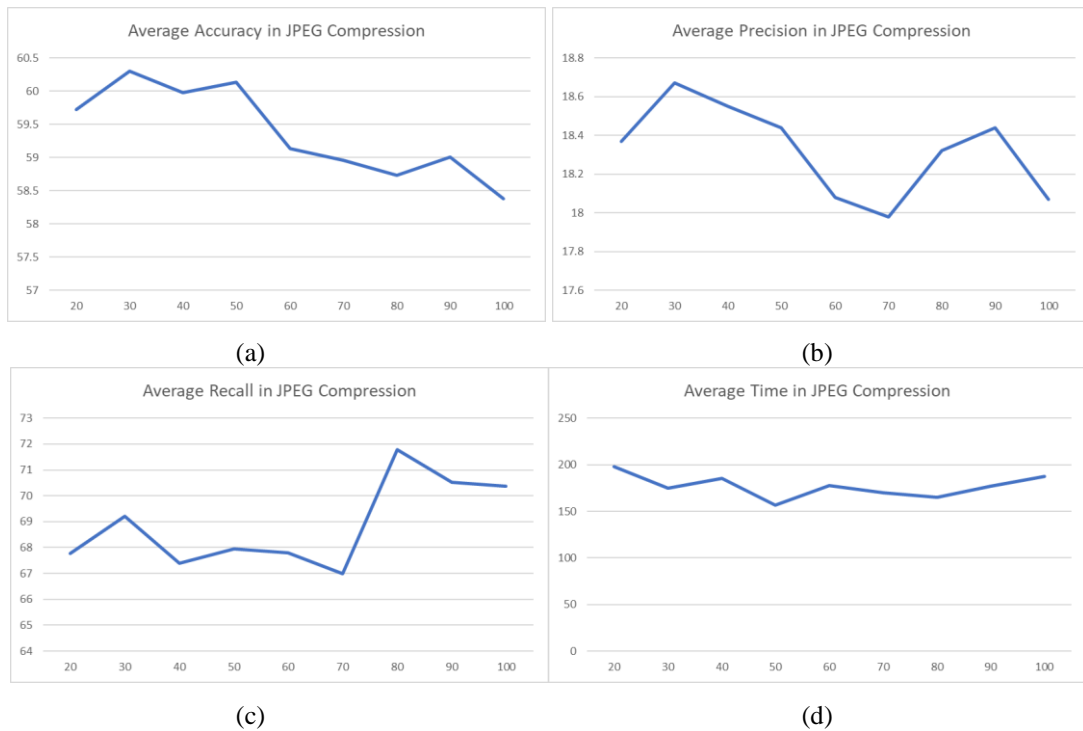 Average Accuracy in JPEG Compression
60.5
60
59.5
59
58.5
58
57.5
57
20 30 40 50 60 70 80 90 100
(a)
Average Precision in JPEG Compression
18.8
18.6
18.4
18.2
18
17.8
17.6
20 30 40 50 60 70 80 90 100
(b)
Average Recall in JPEG Compression
73
72
71
70
69
68
67
66
65
64
20 30 40 50 60 70 80 90 100
(c)
Average Time in JPEG Compression
250
200
150
100
50
0
20 30 40 50 60 70 80 90 100
(d)